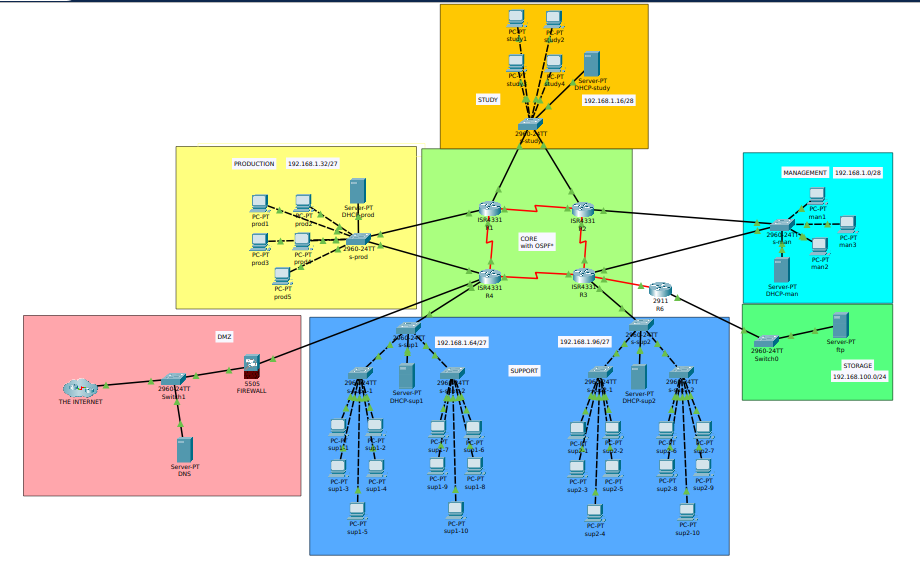 PC-PT
study1
PC-PT
study2
PC-PT
PC-PT
study4
Server-PT
DHCP-study
STUDY
192.168.1.16/28
2960-24TT
s-study
PRODUCTION
192.168.1.32/27
Server-PT
DHCP-prod
PC-PT
prod1
PC-PT
prod2
PC-PT
prod3
PC-PT
PC-PT
prod5
2960-24TT
s-prod
ISR4331
R1
ISR4331
R2
CORE
with OSPF*
ISR4331
R4
ISR4331
R3
2911
R6
MANAGEMENT
192.168.1.0/28
PC-PT
man1
PC-PT
man3
PC-PT
man2
2960-24TT
s-man
Server-PT
DHCP-man
2960-24TT
Switch0
Server-PT
ftp
STORAGE
192.168.100.0/24
DMZ
THE INTERNET
2960-24TT
Switch1
5505
FIREWALL
Server-PT
DNS
2960-24TT
s-sup1
192.168.1.64/27
SUPPORT
192.168.1.96/27
2960-24TT
s-sup2
2960-24TT
Server-PT
DHCP-sup1
2960-24TT
2960-24TT
Server-PT
DHCP-sup2
2960-24TT
PC-PT
sup1-1
PC-PT
sup1-2
PC-PT
sup1-7
PC-PT
sup1-6
PC-PT
sup1-3
PC-PT
sup1-4
PC-PT
sup1-9
PC-PT
sup1-8
PC-PT
sup1-5
PC-PT
sup1-10
PC-PT
sup2-1
PC-PT
sup2-2
PC-PT
sup2-6
PC-PT
sup2-7
PC-PT
sup2-3
PC-PT
sup2-5
PC-PT
sup2-8
PC-PT
sup2-9
PC-PT
sup2-4
PC-PT
sup2-10